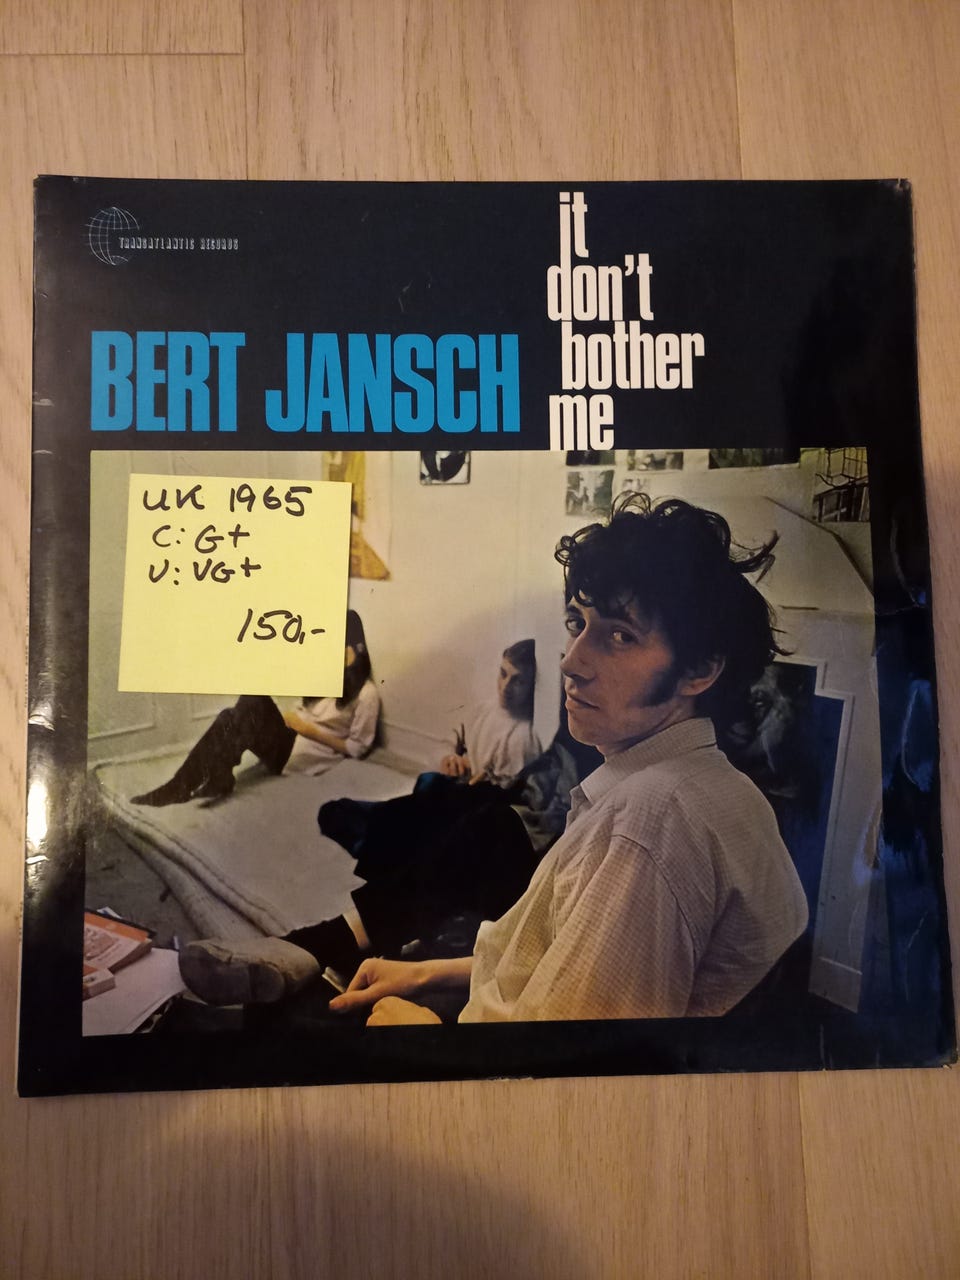 TRANSATLANTIC RECORDS
it
don't
bother
me
BERT JANSCH
UK 1965
C: G+
V: VG+
150,-